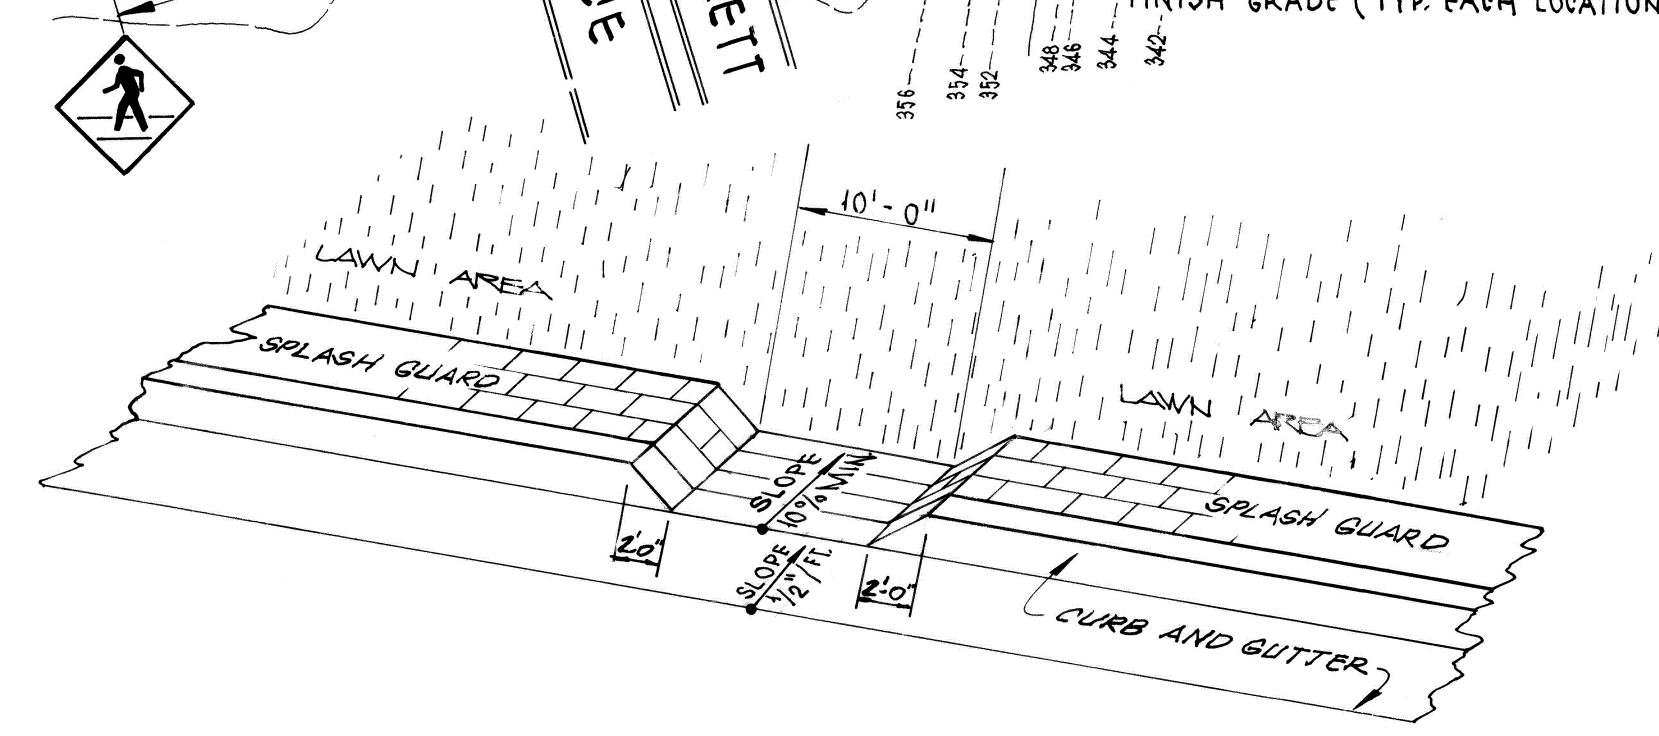 FINISH GRADE (TYP. EACH LOCATION
ETT
356
354
352
348
346
344
342
10'-0"
LAWN AREA
SPLASH GUARD
LAWN AREA
SPLASH GUARD
SLOPE
10% MIN
2'0"
SLOPE
1/2"/FT.
2'-0"
CURB AND GUTTER